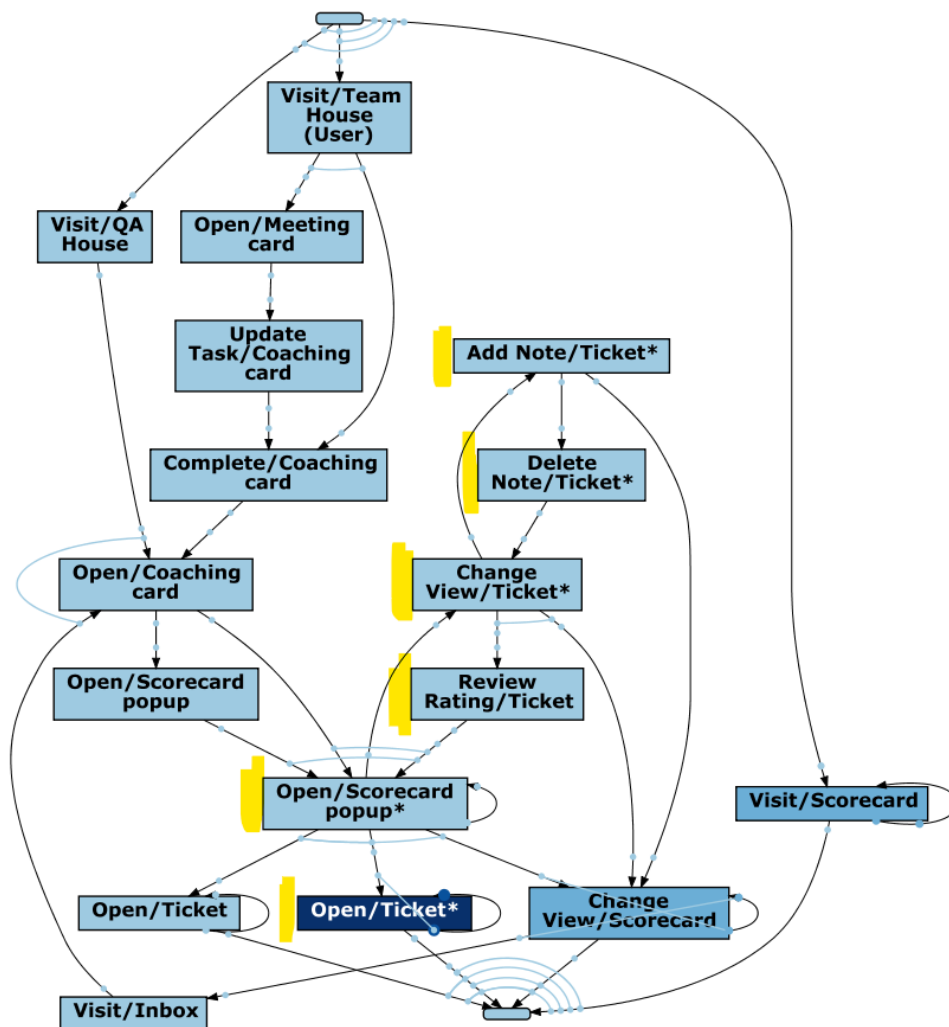 Visit/Team
House
(User)
Visit/QA
House
Open/Meeting
card
Update
Task/Coaching
card
Add Note/Ticket*
Complete/Coaching
card
Delete
Note/Ticket*
Open/Coaching
card
Change
View/Ticket*
Open/Scorecard
popup
Review
Rating/Ticket
Open/Scorecard
popup*
Visit/Scorecard
Open/Ticket
Open/Ticket*
Change
View/Scorecard
Visit/Inbox